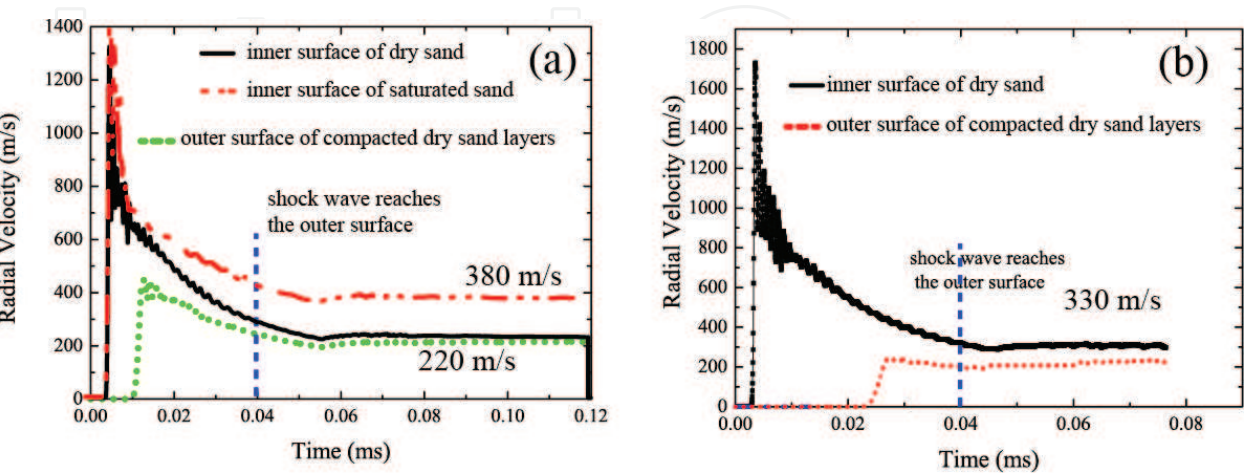 (a)
inner surface of dry sand
inner surface of saturated sand
outer surface of compacted dry sand layers
shock wave reaches
the outer surface
380 m/s
220 m/s
Radial Velocity (m/s)
1400
1200
1000
800
600
400
200
0
0.00 0.02 0.04 0.06 0.08 0.10 0.12
Time (ms)
(b)
inner surface of dry sand
outer surface of compacted dry sand layers
shock wave reaches
the outer surface
330 m/s
Radial Velocity (m/s)
1800
1600
1400
1200
1000
800
600
400
200
0
0.00 0.02 0.04 0.06 0.08
Time (ms)